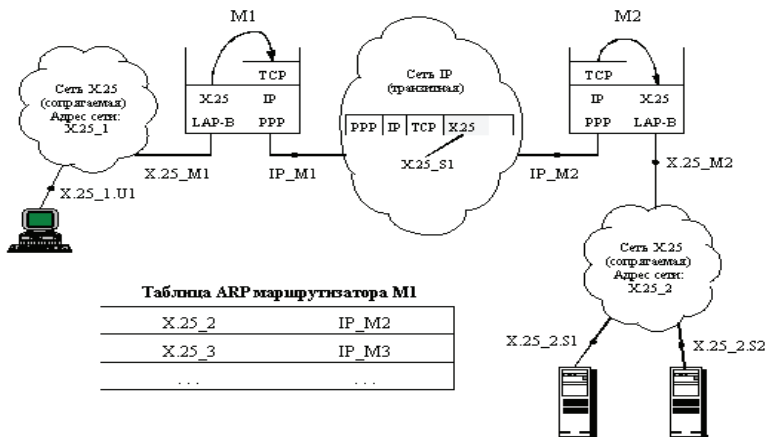 M1
M2
TCP
X.25 IP
LAP-B PPP
Сеть X.25
(сопрягаемая)
Адрес сети:
X.25_1
Сеть IP
(транзитная)
PPP IP TCP X.25
X.25_S1
TCP
IP X.25
PPP LAP-B
X.25_M1
IP_M1
IP_M2
X.25_M2
X.25_1.U1
Сеть X.25
(сопрягаемая)
Адрес сети:
X.25_2
Таблица ARP маршрутизатора М1
X.25_2 IP_M2
X.25_3 IP_M3
. . . . . .
X.25_2.S1
X.25_2.S2